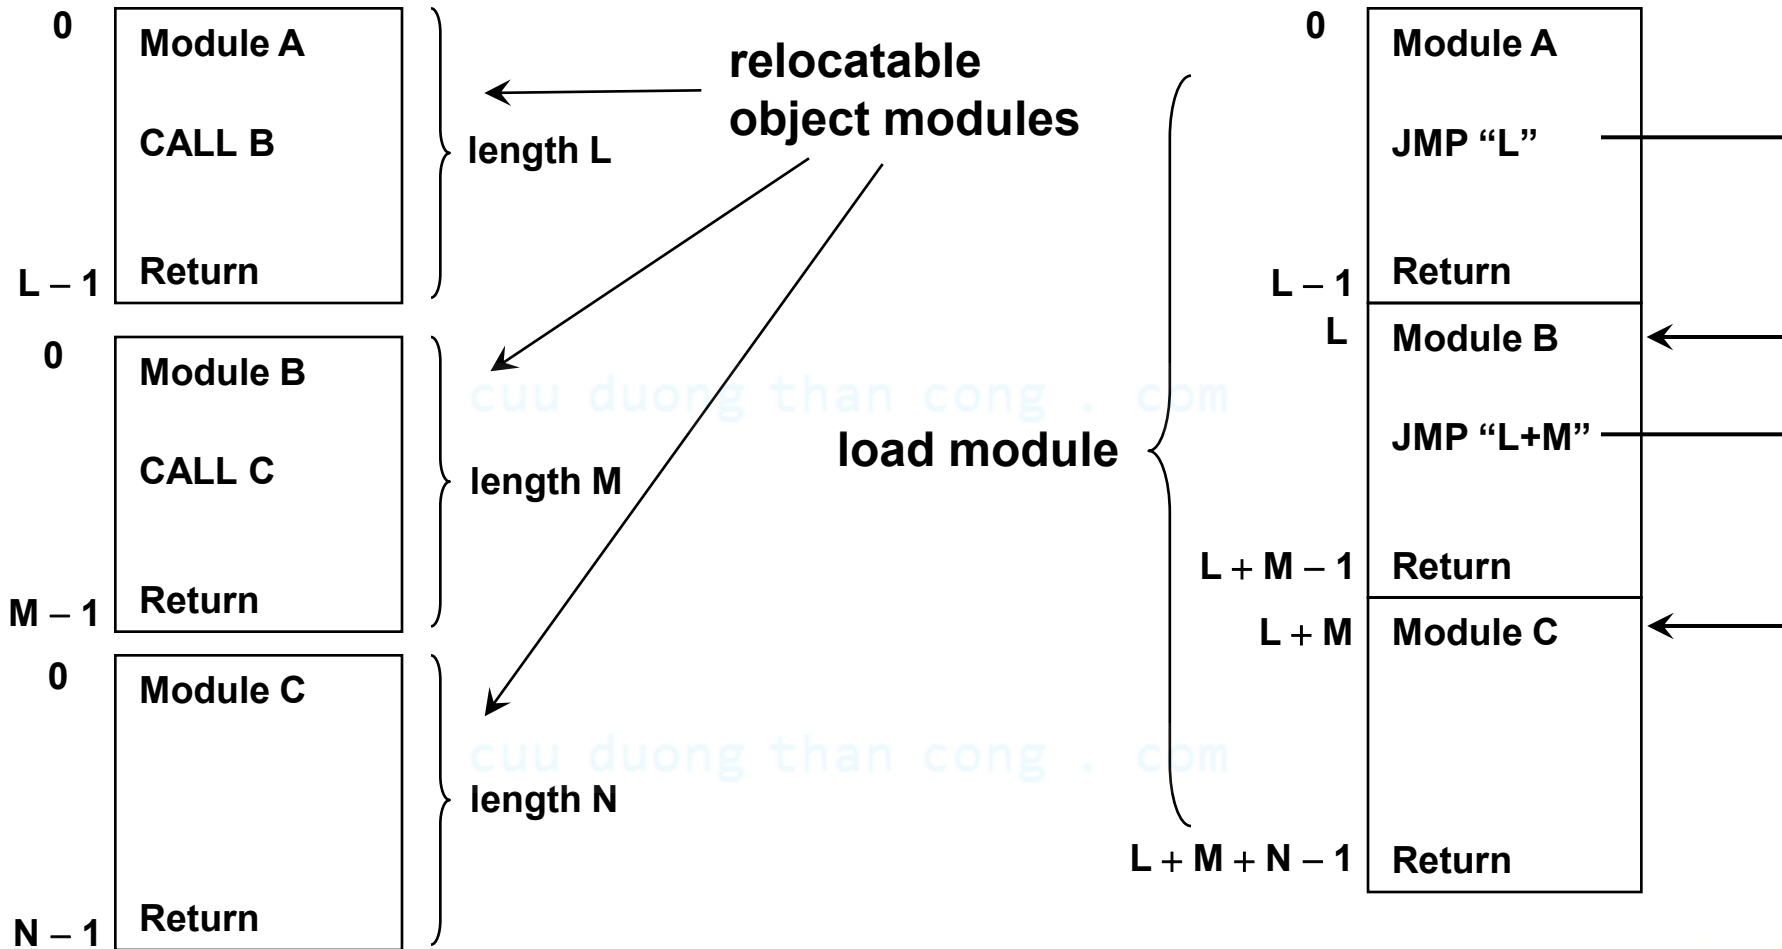 0
Module A
CALL B
Return
L – 1
length L
0
Module B
CALL C
Return
M – 1
length M
0
Module C
Return
N – 1
length N
relocatable
object modules
load module
0
Module A
JMP “L”
L – 1
Return
L
Module B
JMP “L+M”
L + M – 1
Return
L + M
Module C
L + M + N – 1
Return
cuu duong than cong . com
cuu duong than cong . com